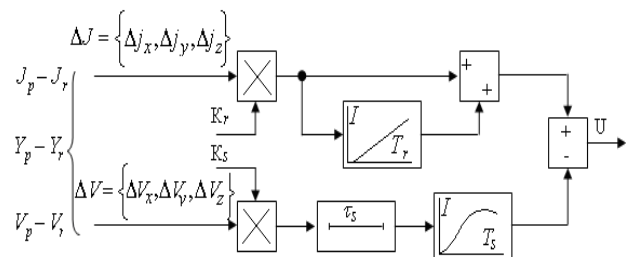 ΔJ = {Δj_x, Δj_y, Δj_z}
J_p – J_r
+
+
K_r
I
T_r
Y_p – Y_r
K_s
+
-
U
ΔV = {ΔV_x, ΔV_y, ΔV_z}
V_p – V_r
τ_s
I
T_s